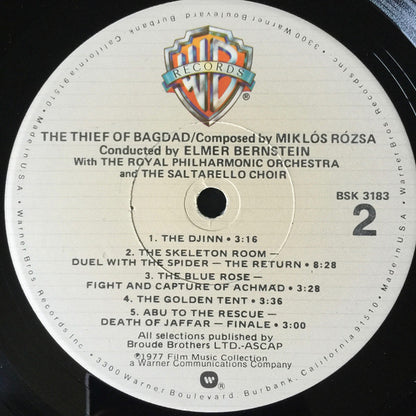 Warner Bros Records Inc. • 3300 Warner Boulevard, Burbank, California 91510 • Made in U.S.A. •
WB
RECORDS
®
THE THIEF OF BAGDAD/Composed by MIKLÓS RÓZSA
Conducted by ELMER BERNSTEIN
With THE ROYAL PHILHARMONIC ORCHESTRA
and THE SALTARELLO CHOIR
BSK 3183
2
1. THE DJINN • 3:16
2. THE SKELETON ROOM —
DUEL WITH THE SPIDER — THE RETURN • 8:28
3. THE BLUE ROSE —
FIGHT AND CAPTURE OF ACHMAD • 3:28
4. THE GOLDEN TENT • 3:36
5. ABU TO THE RESCUE —
DEATH OF JAFFAR — FINALE • 3:00
All selections published by
Broude Brothers LTD.-ASCAP
℗1977 Film Music Collection
a Warner Communications Company
W